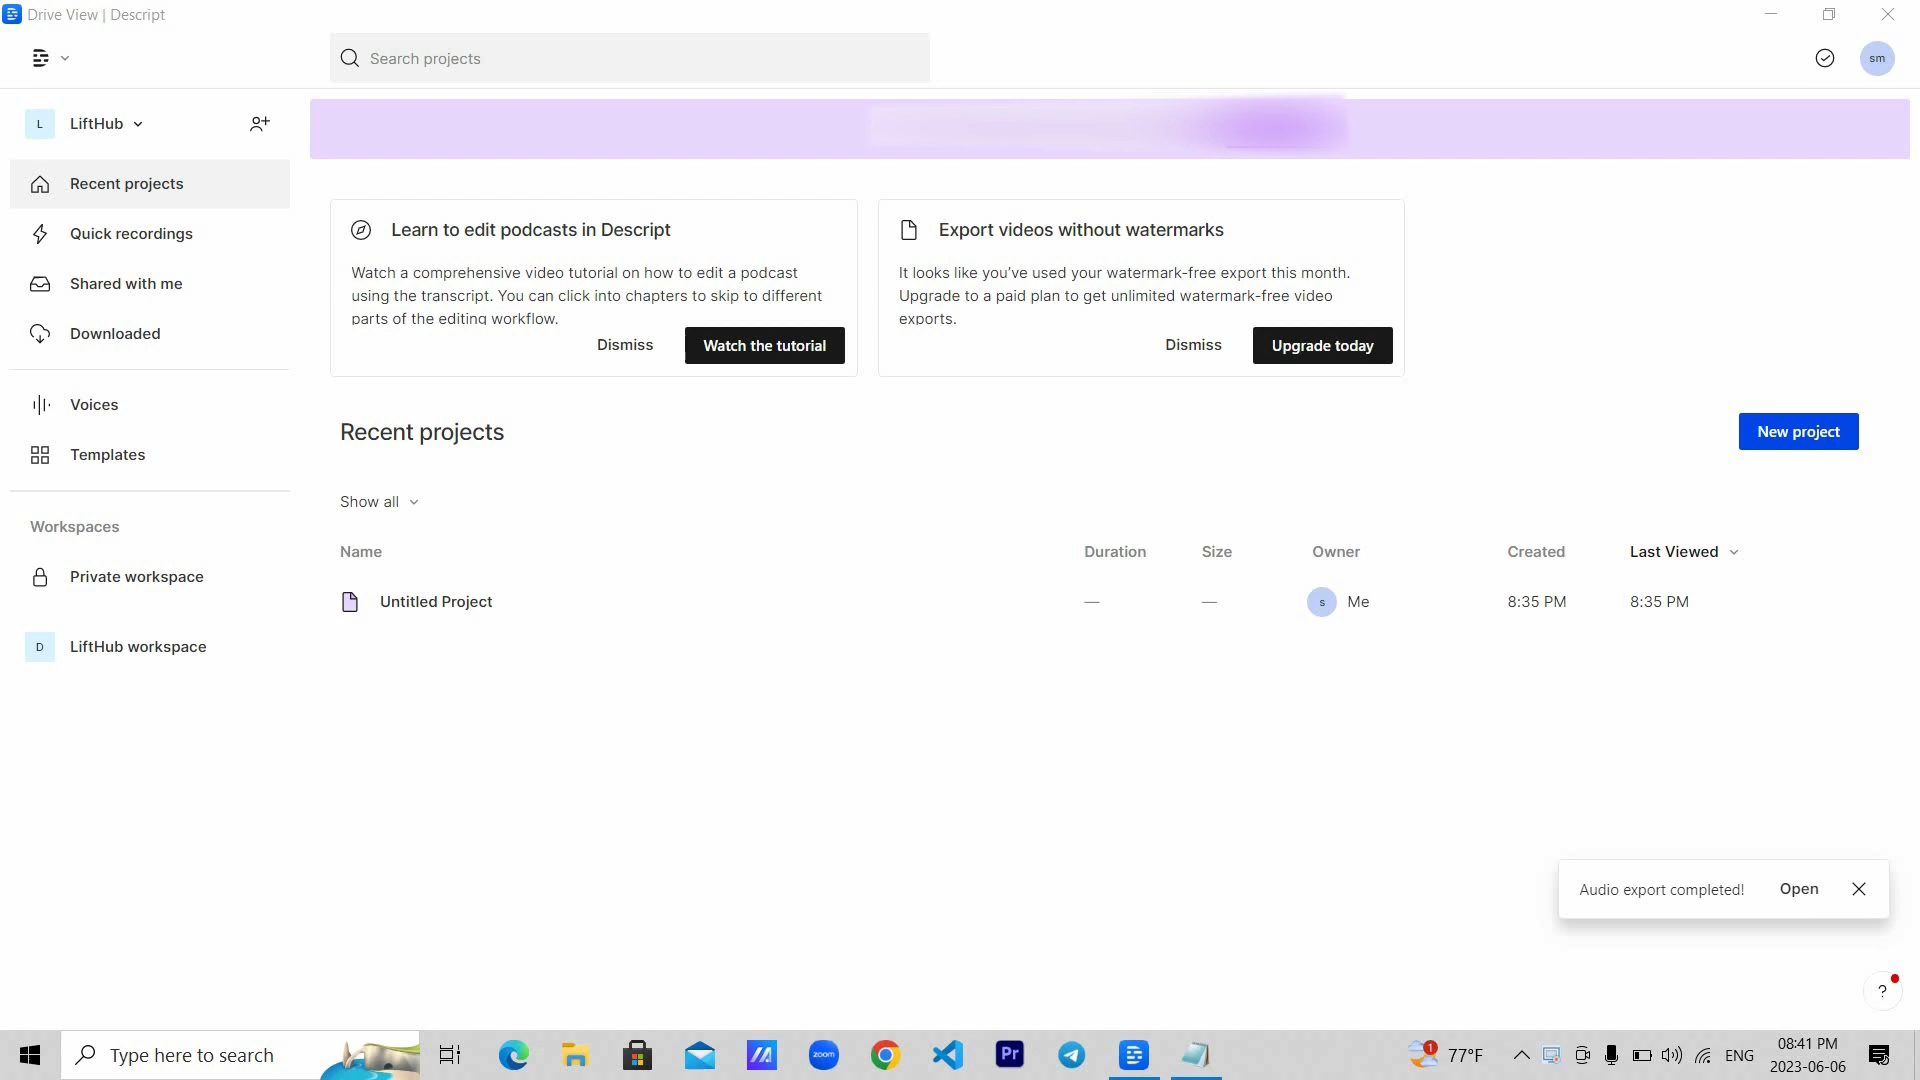 Drive View | Descript
Search projects
sm
L LiftHub
Recent projects
Quick recordings
Shared with me
Downloaded
Voices
Templates
Workspaces
Private workspace
D LiftHub workspace
Learn to edit podcasts in Descript
Watch a comprehensive video tutorial on how to edit a podcast
using the transcript. You can click into chapters to skip to different
parts of the editing workflow.
Dismiss Watch the tutorial
Export videos without watermarks
It looks like you've used your watermark-free export this month.
Upgrade to a paid plan to get unlimited watermark-free video
exports.
Dismiss Upgrade today
Recent projects New project
Show all
Name Duration Size Owner Created Last Viewed
Untitled Project — — s Me 8:35 PM 8:35 PM
Audio export completed! Open
?
Type here to search
zoom
Pr
1
77°F
ENG
08:41 PM
2023-06-06